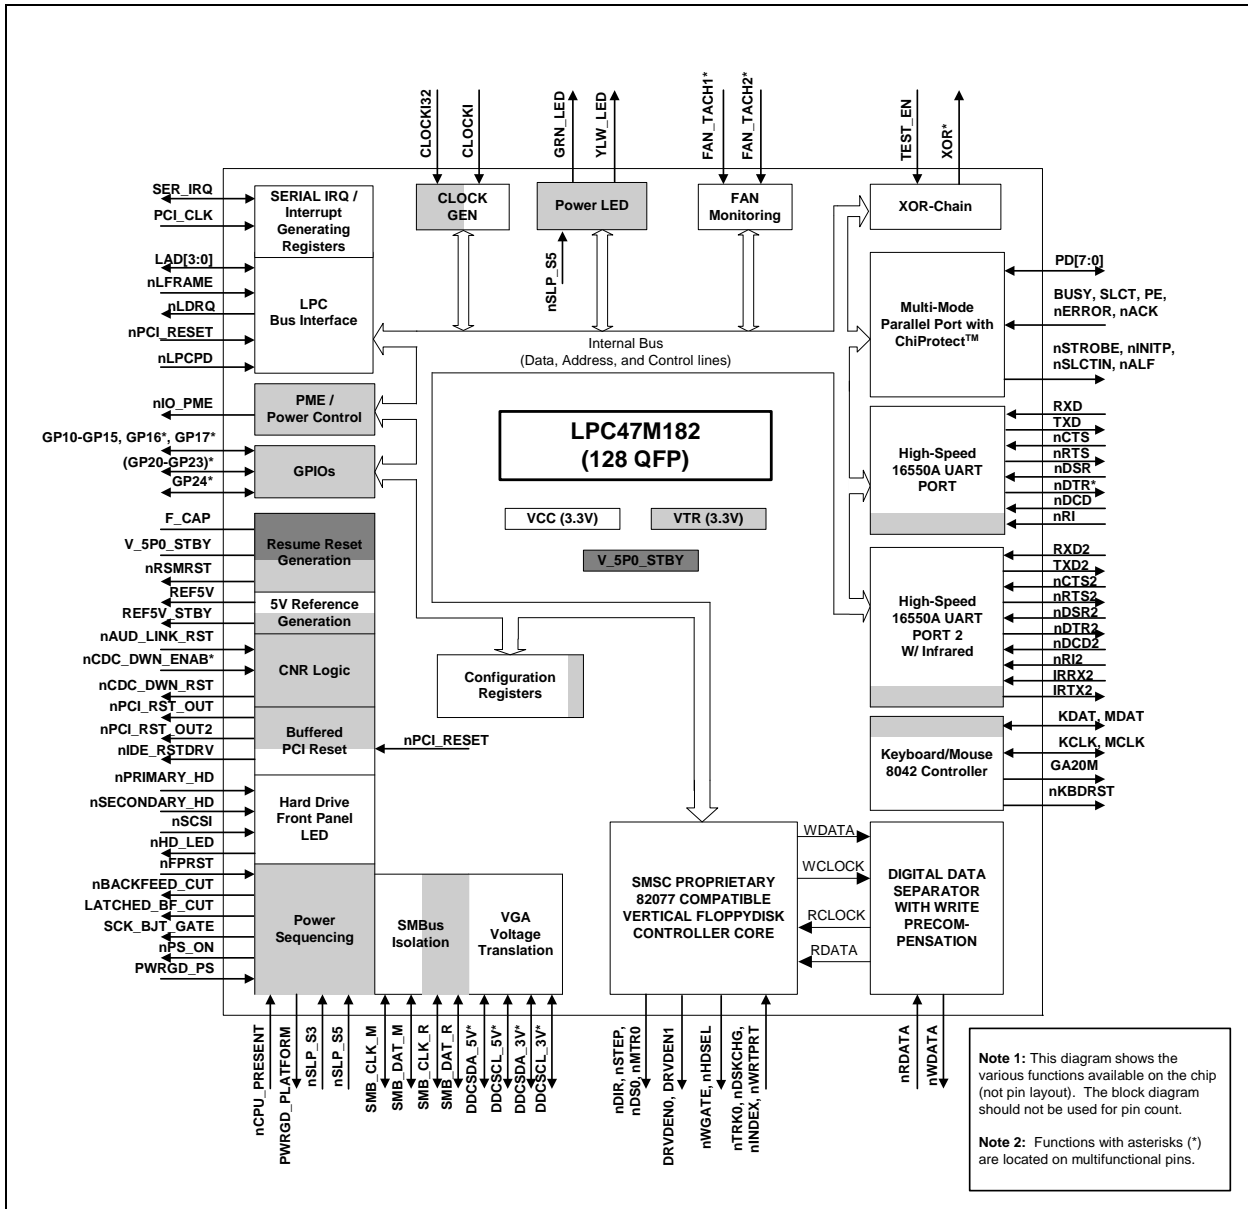 CLOCKI32
CLOCKI
GRN_LED
YLW_LED
FAN_TACH1*
FAN_TACH2*
TEST_EN
XOR*
SER_IRQ
PCI_CLK
LAD[3:0]
nLFRAME
nLDRQ
nPCI_RESET
nLPCPD
nIO_PME
GP10-GP15, GP16*, GP17*
(GP20-GP23)*
GP24*
F_CAP
V_5P0_STBY
nRSMRST
REF5V
REF5V_STBY
nAUD_LINK_RST
nCDC_DWN_ENAB*
nCDC_DWN_RST
nPCI_RST_OUT
nPCI_RST_OUT2
nIDE_RSTDRV
nPRIMARY_HD
nSECONDARY_HD
nSCSI
nHD_LED
nFPRST
nBACKFEED_CUT
LATCHED_BF_CUT
SCK_BJT_GATE
nPS_ON
PWRGD_PS
SERIAL IRQ /
Interrupt
Generating
Registers
LPC
Bus Interface
PME /
Power Control
GPIOs
Resume Reset
Generation
5V Reference
Generation
CNR Logic
Buffered
PCI Reset
nPCI_RESET
Hard Drive
Front Panel
LED
Power
Sequencing
SMBus
Isolation
VGA
Voltage
Translation
CLOCK
GEN
Power LED
nSLP_S5
FAN
Monitoring
XOR-Chain
Internal Bus
(Data, Address, and Control lines)
LPC47M182
(128 QFP)
VCC (3.3V)
VTR (3.3V)
V_5P0_STBY
Configuration
Registers
Multi-Mode
Parallel Port with
ChiProtect™
PD[7:0]
BUSY, SLCT, PE,
nERROR, nACK
nSTROBE, nINITP,
nSLCTIN, nALF
High-Speed
16550A UART
PORT
RXD
TXD
nCTS
nRTS
nDSR
nDTR*
nDCD
nRI
High-Speed
16550A UART
PORT 2
W/ Infrared
RXD2
TXD2
nCTS2
nRTS2
nDSR2
nDTR2
nDCD2
nRI2
IRRX2
IRTX2
Keyboard/Mouse
8042 Controller
KDAT, MDAT
KCLK, MCLK
GA20M
nKBDRST
SMSC PROPRIETARY
82077 COMPATIBLE
VERTICAL FLOPPYDISK
CONTROLLER CORE
WDATA
WCLOCK
RCLOCK
RDATA
DIGITAL DATA
SEPARATOR
WITH WRITE
PRECOM-
PENSATION
nCPU_PRESENT
PWRGD_PLATFORM
nSLP_S3
nSLP_S5
SMB_CLK_M
SMB_DAT_M
SMB_CLK_R
SMB_DAT_R
DDCSDA_5V*
DDCSCL_5V*
DDCSDA_3V*
DDCSCL_3V*
nDIR, nSTEP,
nDS0, nMTR0
DRVDEN0, DRVDEN1
nWGATE, nHDSEL
nTRK0, nDSKCHG,
nINDEX, nWRTPRT
nRDATA
nWDATA
Note 1: This diagram shows the
various functions available on the chip
(not pin layout). The block diagram
should not be used for pin count.
Note 2: Functions with asterisks (*)
are located on multifunctional pins.